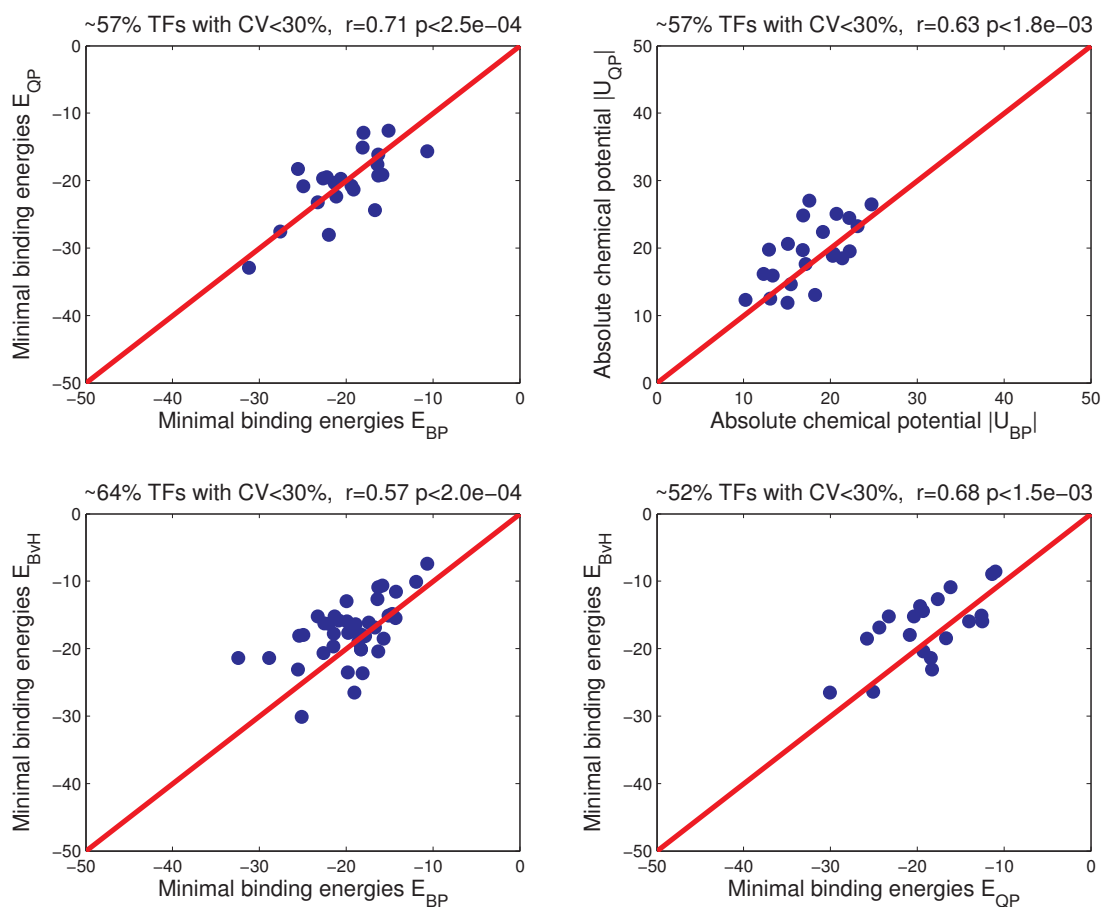 ~57% TFs with CV<30%, r=0.71 p<2.5e−04
0
−10
−20
−30
−40
−50
Minimal binding energies E_QP
−50 −40 −30 −20 −10 0
Minimal binding energies E_BP
~57% TFs with CV<30%, r=0.63 p<1.8e−03
50
40
30
20
10
0
Absolute chemical potential |U_QP|
0 10 20 30 40 50
Absolute chemical potential |U_BP|
~64% TFs with CV<30%, r=0.57 p<2.0e−04
0
−10
−20
−30
−40
−50
Minimal binding energies E_BvH
−50 −40 −30 −20 −10 0
Minimal binding energies E_BP
~52% TFs with CV<30%, r=0.68 p<1.5e−03
0
−10
−20
−30
−40
−50
Minimal binding energies E_BvH
−50 −40 −30 −20 −10 0
Minimal binding energies E_QP